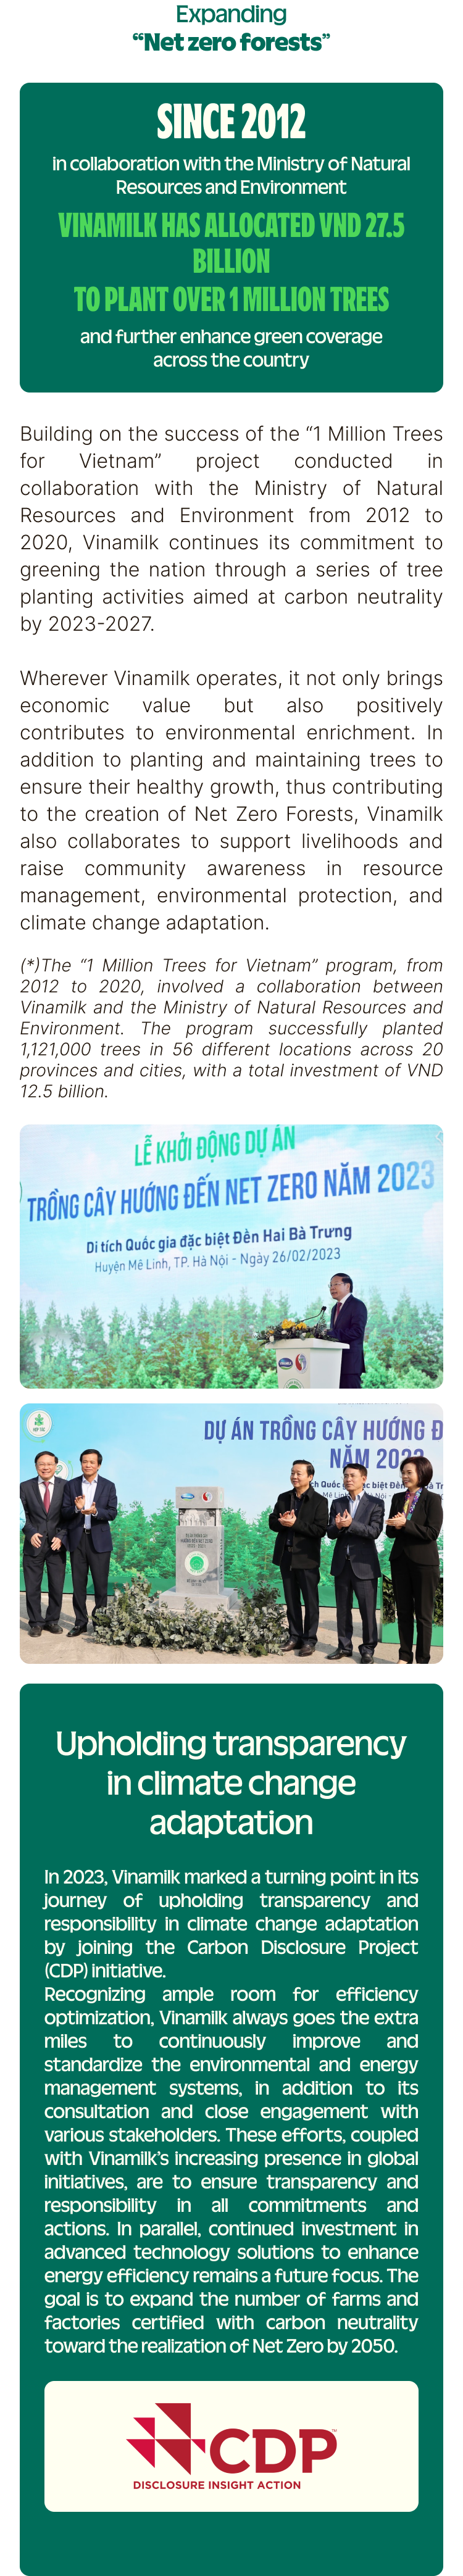 Expanding
“Net zero forests”
SINCE 2012
in collaboration with the Ministry of Natural
Resources and Environment
VINAMILK HAS ALLOCATED VND 27.5
BILLION
TO PLANT OVER 1 MILLION TREES
and further enhance green coverage
across the country
Building on the success of the “1 Million Trees
for Vietnam” project conducted in
collaboration with the Ministry of Natural
Resources and Environment from 2012 to
2020, Vinamilk continues its commitment to
greening the nation through a series of tree
planting activities aimed at carbon neutrality
by 2023-2027.
Wherever Vinamilk operates, it not only brings
economic value but also positively
contributes to environmental enrichment. In
addition to planting and maintaining trees to
ensure their healthy growth, thus contributing
to the creation of Net Zero Forests, Vinamilk
also collaborates to support livelihoods and
raise community awareness in resource
management, environmental protection, and
climate change adaptation.
(*)The “1 Million Trees for Vietnam” program, from
2012 to 2020, involved a collaboration between
Vinamilk and the Ministry of Natural Resources and
Environment. The program successfully planted
1,121,000 trees in 56 different locations across 20
provinces and cities, with a total investment of VND
12.5 billion.
LỄ KHỞI ĐỘNG DỰ ÁN
TRỒNG CÂY HƯỚNG ĐẾN NET ZERO NĂM 2023
Di tích Quốc gia đặc biệt Đền Hai Bà Trưng
Huyện Mê Linh, TP. Hà Nội - Ngày 26/02/2023
DỰ ÁN TRỒNG CÂY HƯỚNG Đ
NĂM 2023
Upholding transparency
in climate change
adaptation
In 2023, Vinamilk marked a turning point in its
journey of upholding transparency and
responsibility in climate change adaptation
by joining the Carbon Disclosure Project
(CDP) initiative.
Recognizing ample room for efficiency
optimization, Vinamilk always goes the extra
miles to continuously improve and
standardize the environmental and energy
management systems, in addition to its
consultation and close engagement with
various stakeholders. These efforts, coupled
with Vinamilk’s increasing presence in global
initiatives, are to ensure transparency and
responsibility in all commitments and
actions. In parallel, continued investment in
advanced technology solutions to enhance
energy efficiency remains a future focus. The
goal is to expand the number of farms and
factories certified with carbon neutrality
toward the realization of Net Zero by 2050.
CDP
DISCLOSURE INSIGHT ACTION